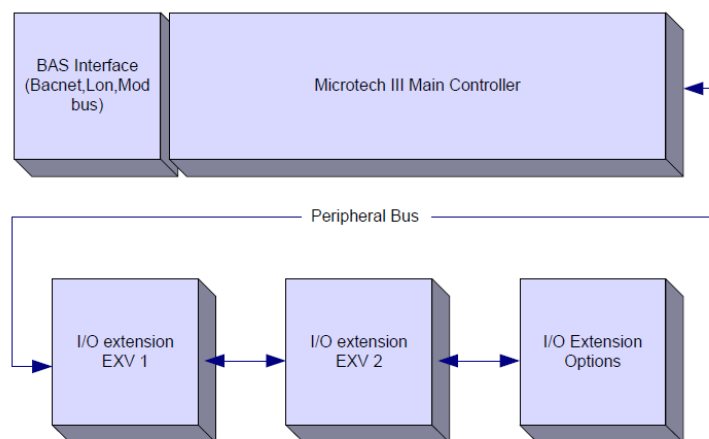 BAS Interface
(Bacnet,Lon,Mod
bus)
Microtech III Main Controller
Peripheral Bus
I/O extension
EXV 1
I/O extension
EXV 2
I/O Extension
Options